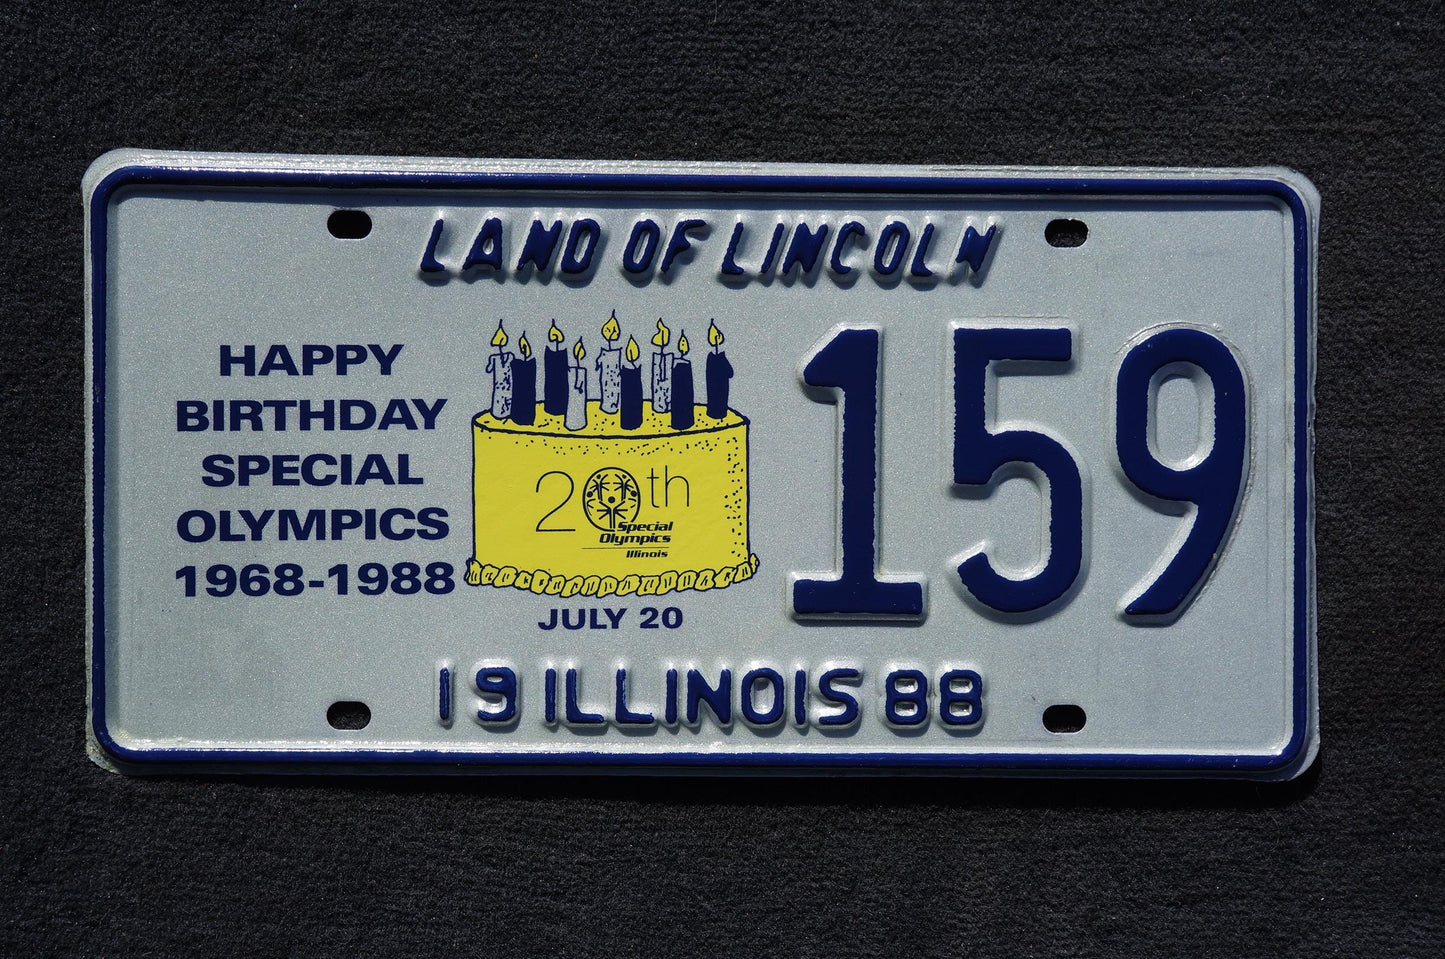 LAND OF LINCOLN
HAPPY
BIRTHDAY
SPECIAL
OLYMPICS
1968-1988
20th
Special
Olympics
Illinois
JULY 20
159
19 ILLINOIS 88